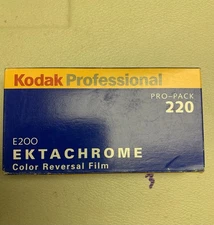 Kodak Professional
PRO-PACK
220
E200
EKTACHROME
Color Reversal Film